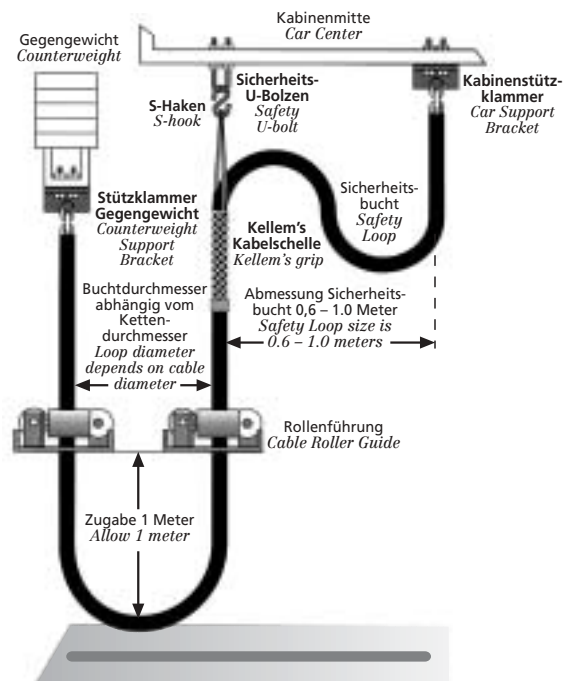 Kabinenmitte
Car Center
Gegengewicht
Counterweight
S-Haken
S-hook
Sicherheits-
U-Bolzen
Safety
U-bolt
Kabinenstütz-
klammer
Car Support
Bracket
Stützklammer
Gegengewicht
Counterweight
Support
Bracket
Sicherheits-
bucht
Safety
Loop
Kellem's
Kabelschelle
Kellem's grip
Buchtdurchmesser
abhängig vom
Ketten-
durchmesser
Loop diameter
depends on cable
diameter
Abmessung Sicherheits-
bucht 0,6 – 1.0 Meter
Safety Loop size is
0.6 – 1.0 meters
Rollenführung
Cable Roller Guide
Zugabe 1 Meter
Allow 1 meter